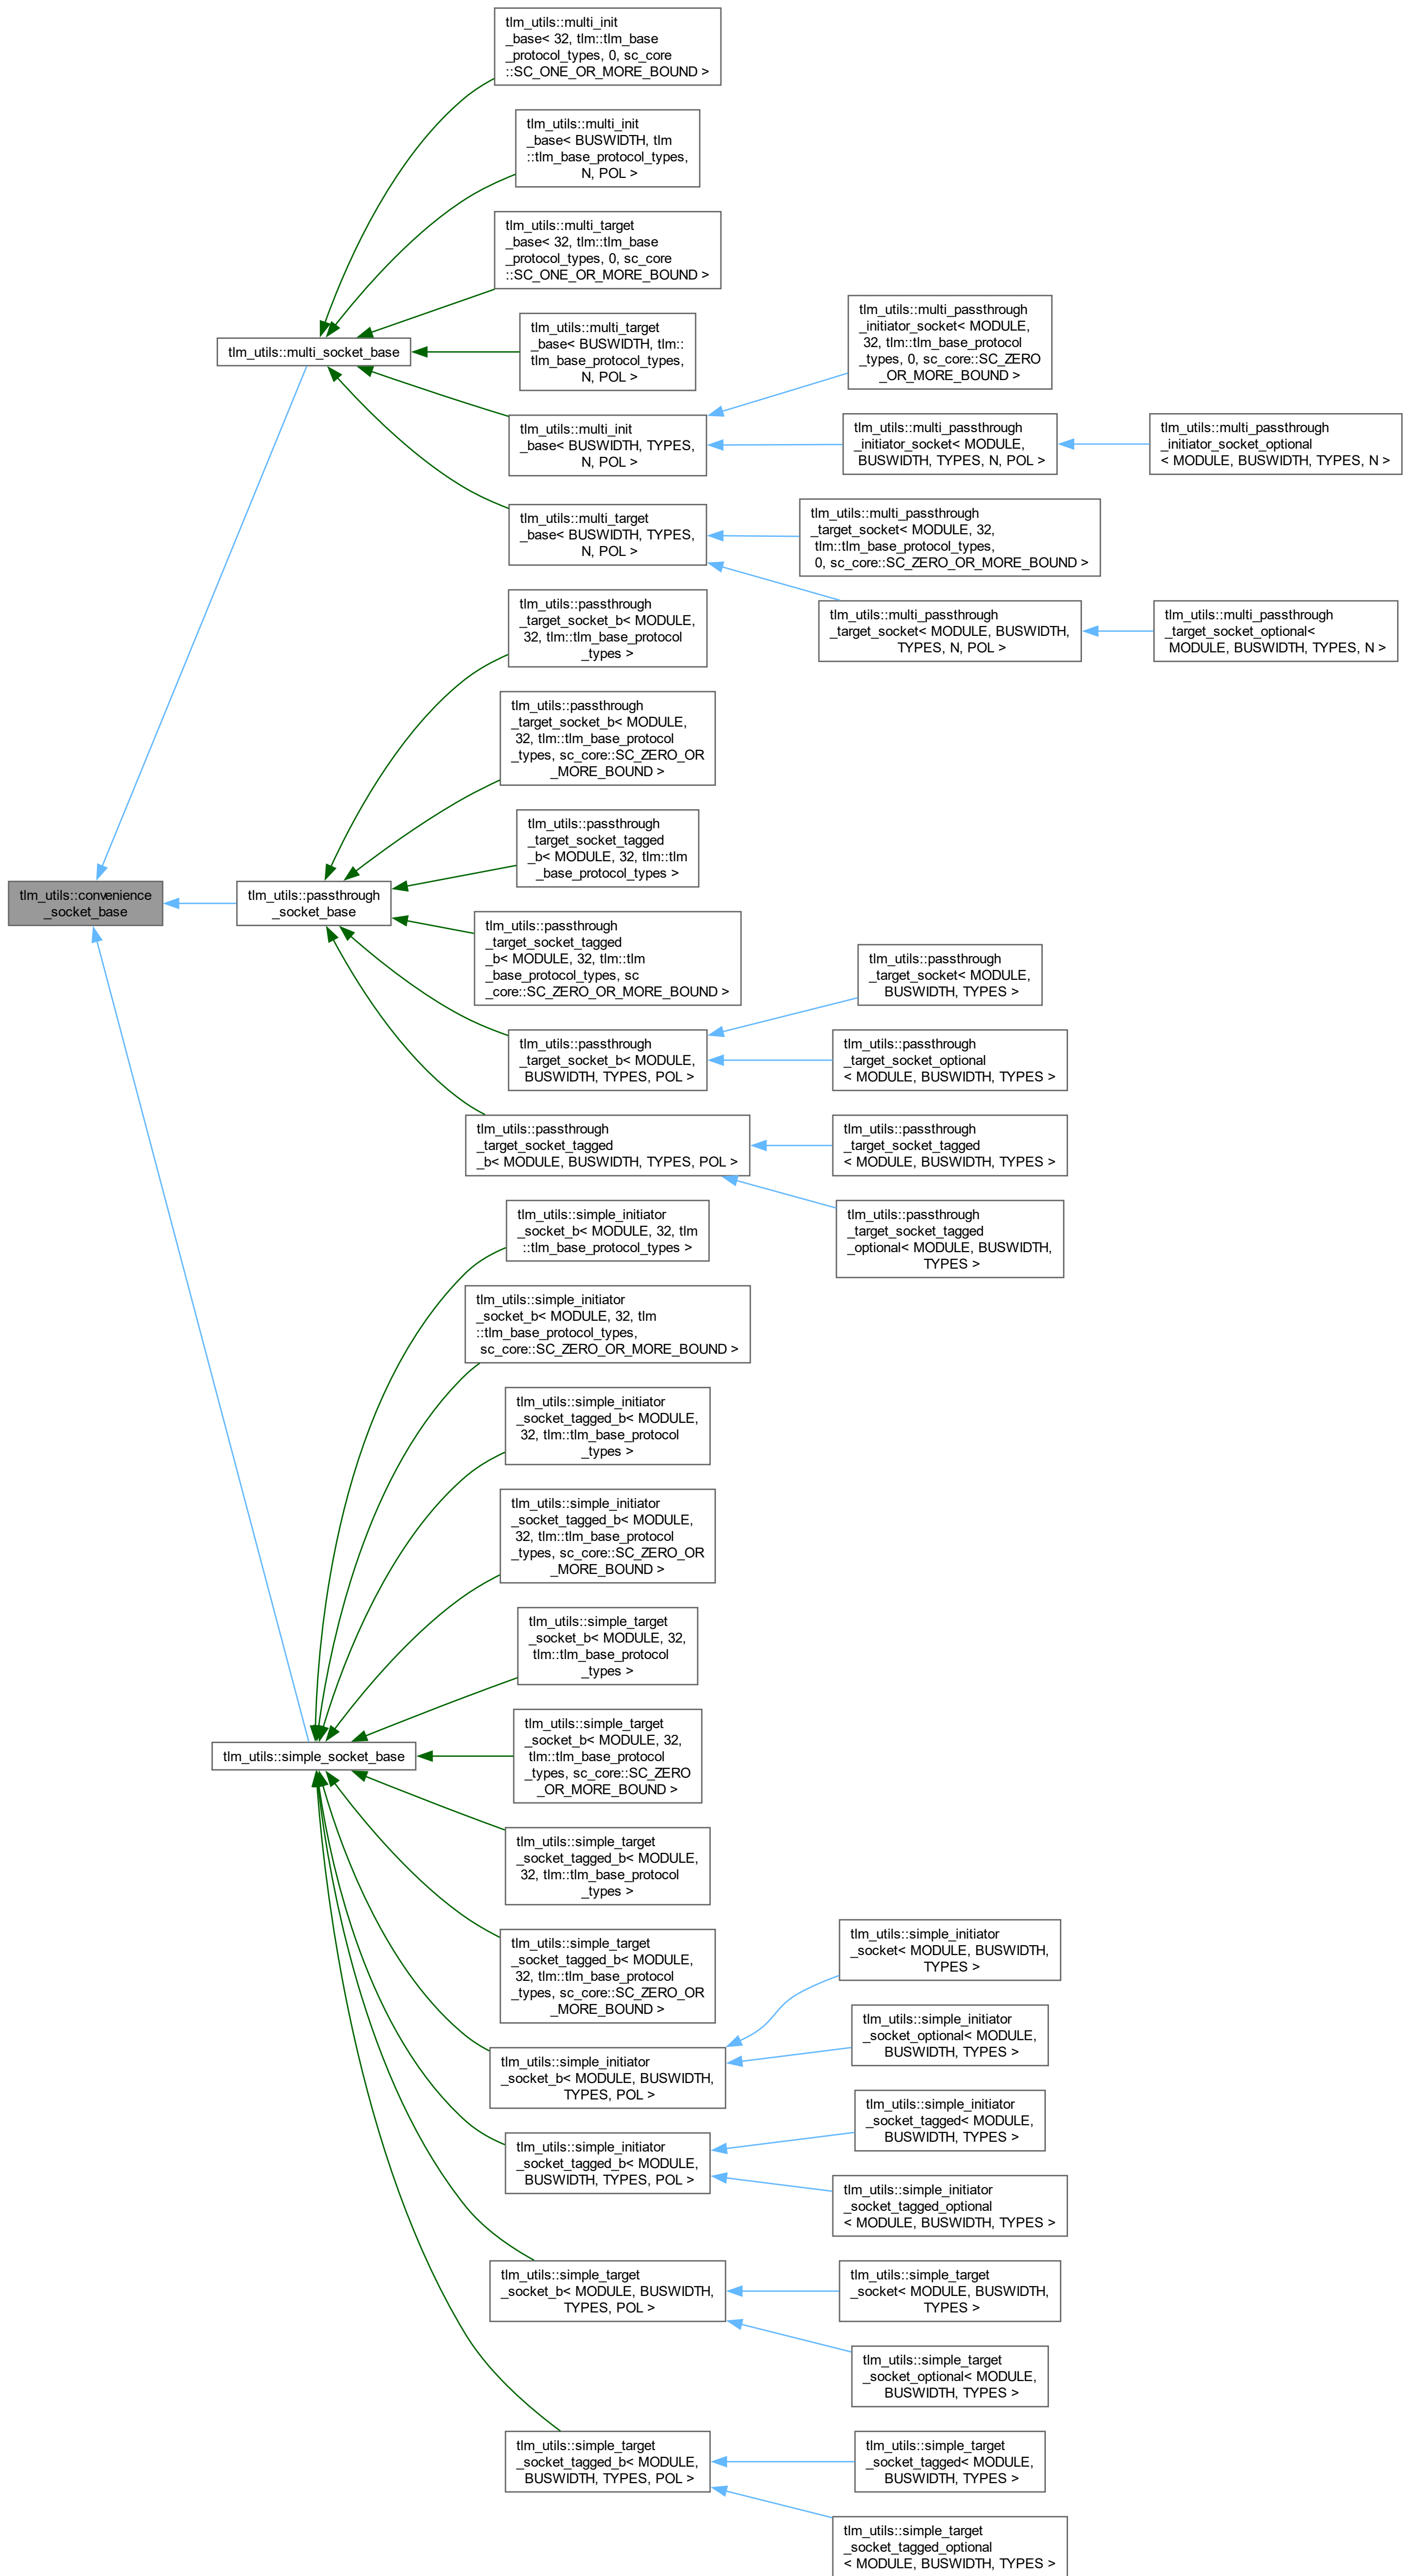 tlm_utils::multi_init
_base< 32, tlm::tlm_base
_protocol_types, 0, sc_core
::SC_ONE_OR_MORE_BOUND >
tlm_utils::multi_init
_base< BUSWIDTH, tlm
::tlm_base_protocol_types,
N, POL >
tlm_utils::multi_target
_base< 32, tlm::tlm_base
_protocol_types, 0, sc_core
::SC_ONE_OR_MORE_BOUND >
tlm_utils::multi_target
_base< BUSWIDTH, tlm::
tlm_base_protocol_types,
N, POL >
tlm_utils::multi_socket_base
tlm_utils::multi_init
_base< BUSWIDTH, TYPES,
N, POL >
tlm_utils::multi_passthrough
_initiator_socket< MODULE,
32, tlm::tlm_base_protocol
_types, 0, sc_core::SC_ZERO
_OR_MORE_BOUND >
tlm_utils::multi_passthrough
_initiator_socket< MODULE,
BUSWIDTH, TYPES, N, POL >
tlm_utils::multi_passthrough
_initiator_socket_optional
< MODULE, BUSWIDTH, TYPES, N >
tlm_utils::multi_target
_base< BUSWIDTH, TYPES,
N, POL >
tlm_utils::multi_passthrough
_target_socket< MODULE, 32,
tlm::tlm_base_protocol_types,
0, sc_core::SC_ZERO_OR_MORE_BOUND >
tlm_utils::multi_passthrough
_target_socket< MODULE, BUSWIDTH,
TYPES, N, POL >
tlm_utils::multi_passthrough
_target_socket_optional<
MODULE, BUSWIDTH, TYPES, N >
tlm_utils::passthrough
_target_socket_b< MODULE,
32, tlm::tlm_base_protocol
_types >
tlm_utils::passthrough
_target_socket_b< MODULE,
32, tlm::tlm_base_protocol
_types, sc_core::SC_ZERO_OR
_MORE_BOUND >
tlm_utils::passthrough
_target_socket_tagged
_b< MODULE, 32, tlm::tlm
_base_protocol_types >
tlm_utils::convenience
_socket_base
tlm_utils::passthrough
_socket_base
tlm_utils::passthrough
_target_socket_tagged
_b< MODULE, 32, tlm::tlm
_base_protocol_types, sc
_core::SC_ZERO_OR_MORE_BOUND >
tlm_utils::passthrough
_target_socket_b< MODULE,
BUSWIDTH, TYPES, POL >
tlm_utils::passthrough
_target_socket< MODULE,
BUSWIDTH, TYPES >
tlm_utils::passthrough
_target_socket_optional
< MODULE, BUSWIDTH, TYPES >
tlm_utils::passthrough
_target_socket_tagged
_b< MODULE, BUSWIDTH, TYPES, POL >
tlm_utils::passthrough
_target_socket_tagged
< MODULE, BUSWIDTH, TYPES >
tlm_utils::passthrough
_target_socket_tagged
_optional< MODULE, BUSWIDTH,
TYPES >
tlm_utils::simple_initiator
_socket_b< MODULE, 32, tlm
::tlm_base_protocol_types >
tlm_utils::simple_initiator
_socket_b< MODULE, 32, tlm
::tlm_base_protocol_types,
sc_core::SC_ZERO_OR_MORE_BOUND >
tlm_utils::simple_initiator
_socket_tagged_b< MODULE,
32, tlm::tlm_base_protocol
_types >
tlm_utils::simple_initiator
_socket_tagged_b< MODULE,
32, tlm::tlm_base_protocol
_types, sc_core::SC_ZERO_OR
_MORE_BOUND >
tlm_utils::simple_target
_socket_b< MODULE, 32,
tlm::tlm_base_protocol
_types >
tlm_utils::simple_socket_base
tlm_utils::simple_target
_socket_b< MODULE, 32,
tlm::tlm_base_protocol
_types, sc_core::SC_ZERO
_OR_MORE_BOUND >
tlm_utils::simple_target
_socket_tagged_b< MODULE,
32, tlm::tlm_base_protocol
_types >
tlm_utils::simple_target
_socket_tagged_b< MODULE,
32, tlm::tlm_base_protocol
_types, sc_core::SC_ZERO_OR
_MORE_BOUND >
tlm_utils::simple_initiator
_socket_b< MODULE, BUSWIDTH,
TYPES, POL >
tlm_utils::simple_initiator
_socket< MODULE, BUSWIDTH,
TYPES >
tlm_utils::simple_initiator
_socket_optional< MODULE,
BUSWIDTH, TYPES >
tlm_utils::simple_initiator
_socket_tagged_b< MODULE,
BUSWIDTH, TYPES, POL >
tlm_utils::simple_initiator
_socket_tagged< MODULE,
BUSWIDTH, TYPES >
tlm_utils::simple_initiator
_socket_tagged_optional
< MODULE, BUSWIDTH, TYPES >
tlm_utils::simple_target
_socket_b< MODULE, BUSWIDTH,
TYPES, POL >
tlm_utils::simple_target
_socket< MODULE, BUSWIDTH,
TYPES >
tlm_utils::simple_target
_socket_optional< MODULE,
BUSWIDTH, TYPES >
tlm_utils::simple_target
_socket_tagged_b< MODULE,
BUSWIDTH, TYPES, POL >
tlm_utils::simple_target
_socket_tagged< MODULE,
BUSWIDTH, TYPES >
tlm_utils::simple_target
_socket_tagged_optional
< MODULE, BUSWIDTH, TYPES >